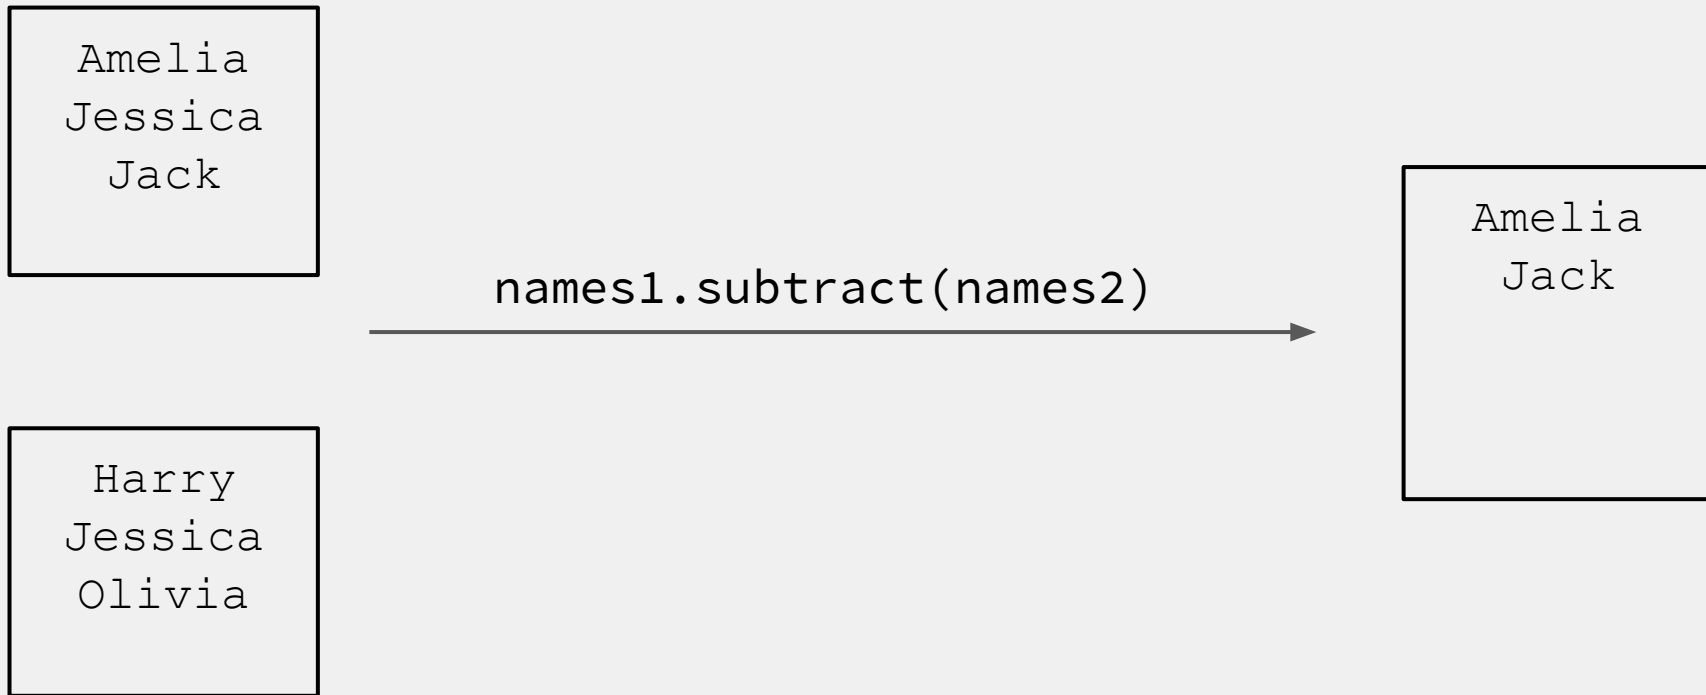 Amelia
Jessica
Jack
names1.subtract(names2)
Amelia
Jack
Harry
Jessica
Olivia